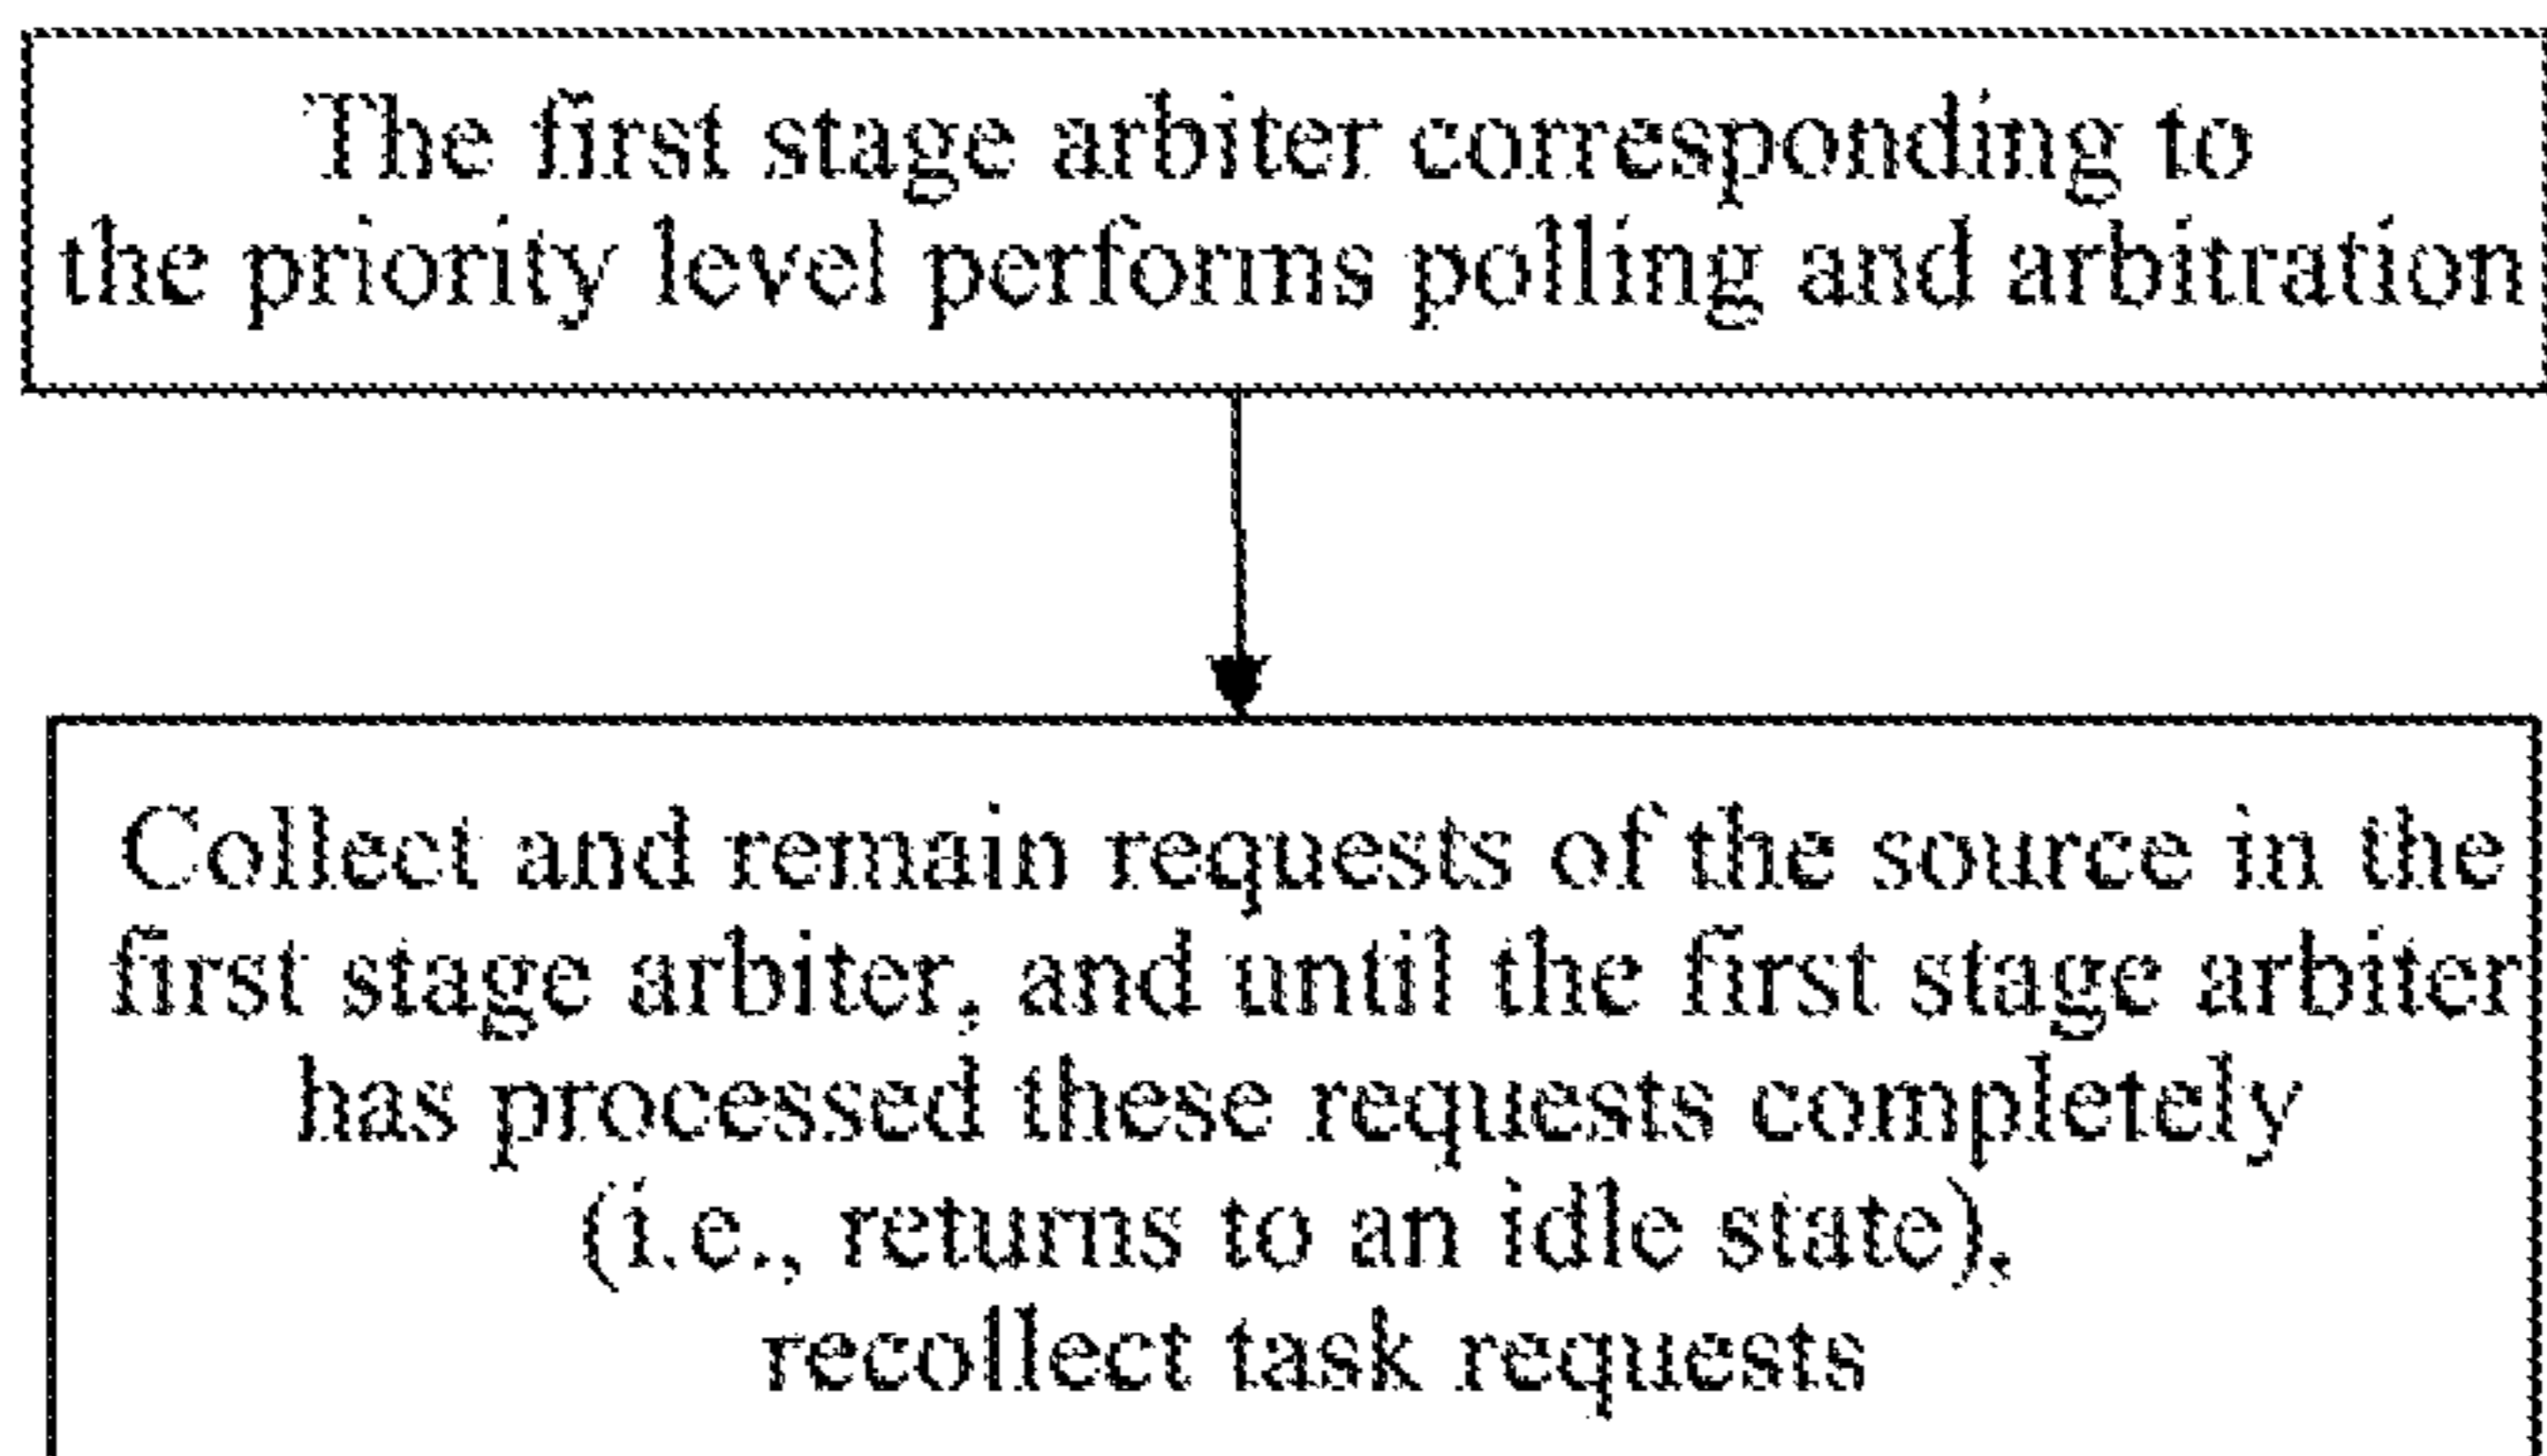 The first stage arbiter corresponding to
the priority level performs polling and arbitration
Collect and remain requests of the source in the
first stage arbiter, and until the first stage arbiter
has processed these requests completely
(i.e., returns to an idle state),
recollect task requests